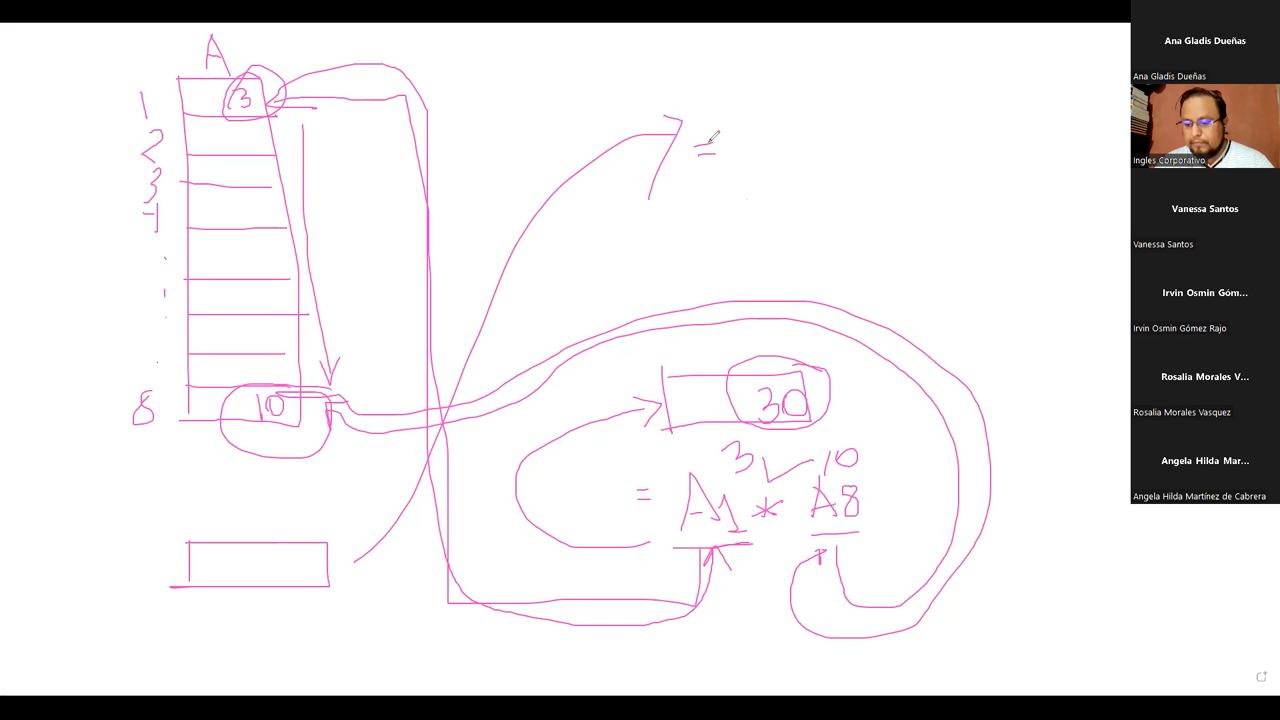 A
1
3
2
3
4
8
10
=
30
3 10
= A1 * A8
Ana Gladis Dueñas
Ana Gladis Dueñas
Ingles Corporativo
Vanessa Santos
Vanessa Santos
Irvin Osmin Góm...
Irvin Osmin Gómez Rajo
Rosalia Morales V...
Rosalia Morales Vasquez
Angela Hilda Mar...
Angela Hilda Martínez de Cabrera